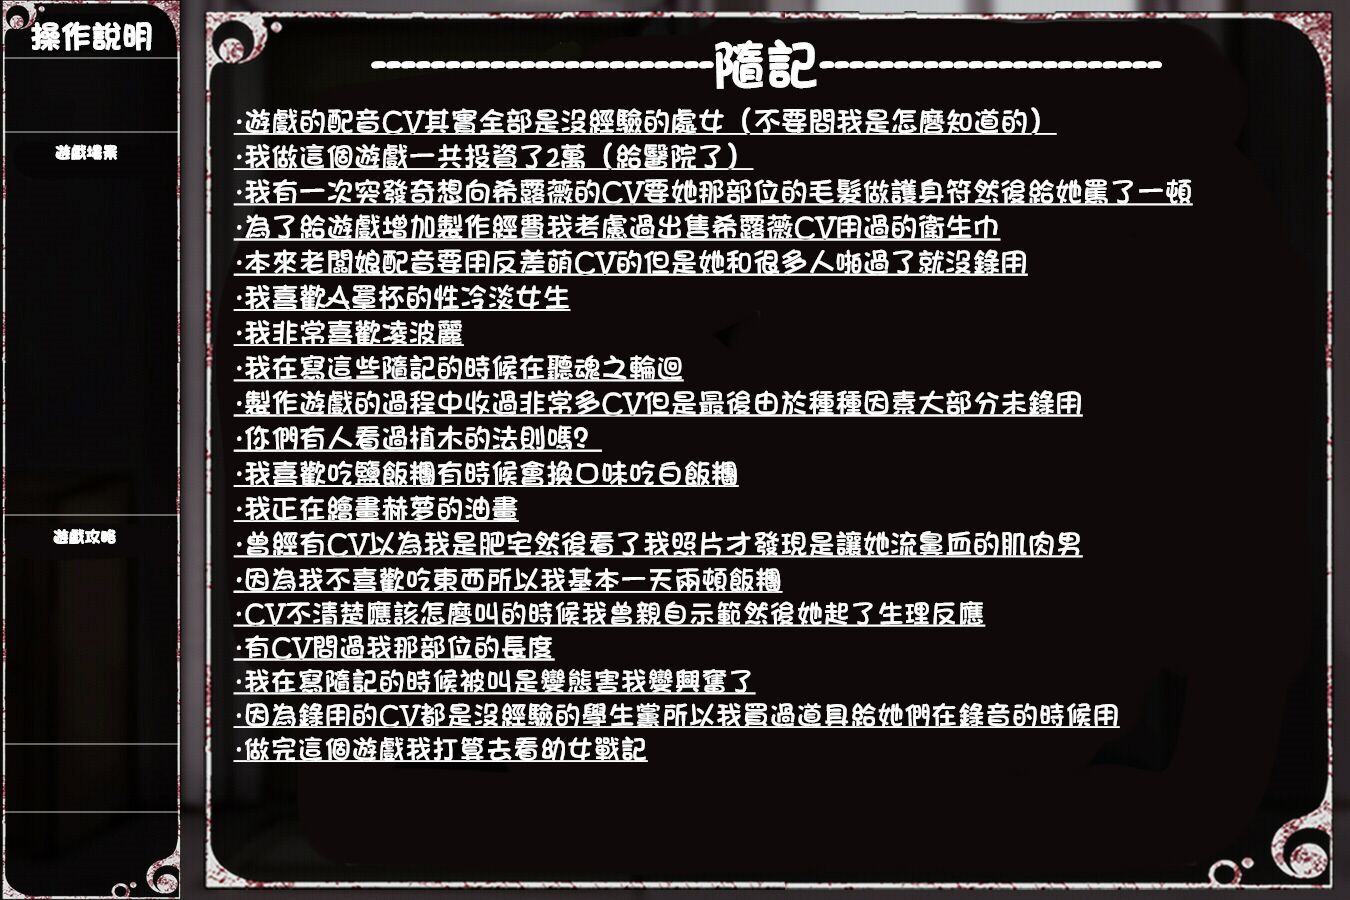 操作說明
遊戲檔案
遊戲攻略
-----------------------隨記-----------------------
·遊戲的配音CV其實全部是沒經驗的處女（不要問我是怎麼知道的）
·我做這個遊戲一共投資了2萬（給醫院了）
·我有一次突發奇想向希露薇的CV要她那部位的毛髮做護身符然後給她罵了一頓
·為了給遊戲增加製作經費我考慮過出售希露薇CV用過的衛生巾
·本來老闆娘配音要用反差萌CV的但是她和很多人啪過了就沒錄用
·我喜歡A罩杯的性冷淡女生
·我非常喜歡凌波麗
·我在寫這些隨記的時候在聽魂之輪迴
·製作遊戲的過程中收過非常多CV但是最後由於種種因素大部分未錄用
·你們有人看過植木的法則嗎？
·我喜歡吃鹽飯糰有時候會換口味吃白飯糰
·我正在繪畫赫蘿的油畫
·曾經有CV以為我是肥宅然後看了我照片才發現是讓她流鼻血的肌肉男
·因為我不喜歡吃東西所以我基本一天兩頓飯糰
·CV不清楚應該怎麼叫的時候我曾親自示範然後她起了生理反應
·有CV問過我那部位的長度
·我在寫隨記的時候被叫是變態害我變興奮了
·因為錄用的CV都是沒經驗的學生黨所以我買過道具給她們在錄音的時候用
·做完這個遊戲我打算去看幼女戰記